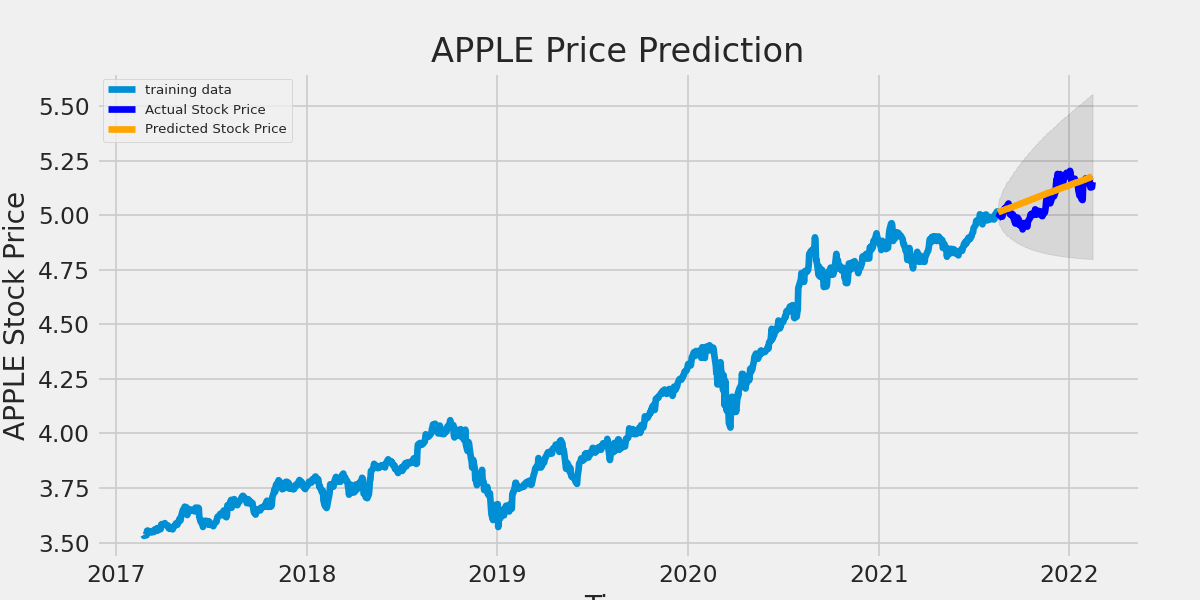 APPLE Price Prediction
training data
Actual Stock Price
Predicted Stock Price
APPLE Stock Price
5.50
5.25
5.00
4.75
4.50
4.25
4.00
3.75
3.50
2017 2018 2019 2020 2021 2022